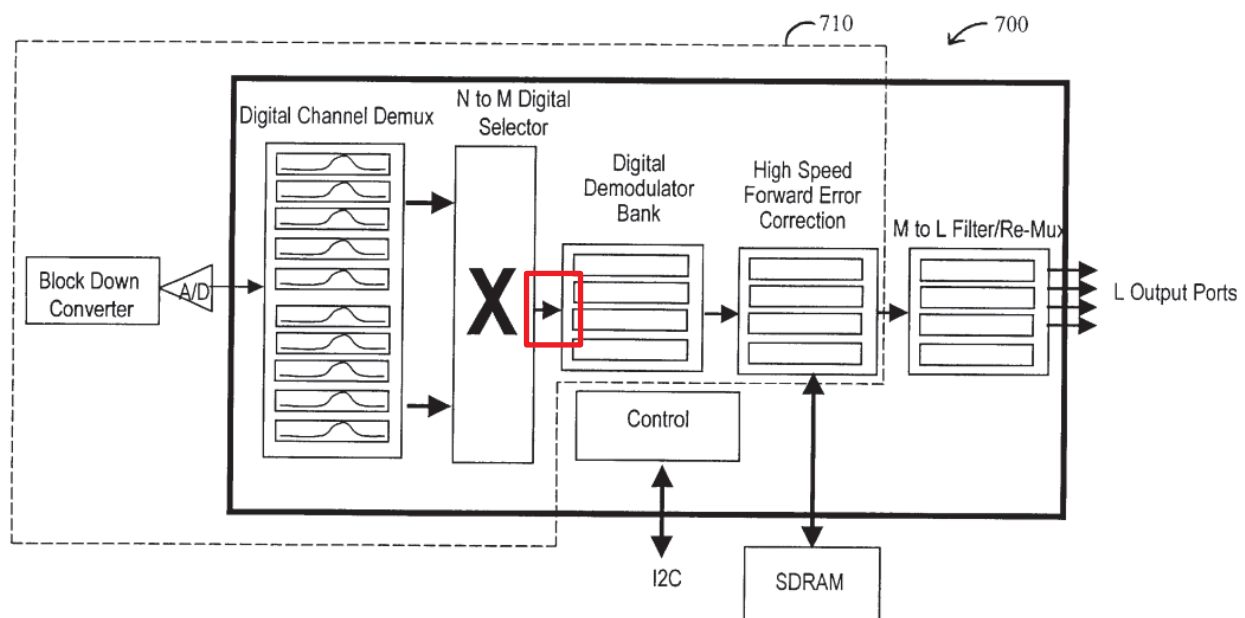 710
700
Digital Channel Demux
N to M Digital
Selector
Digital
Demodulator
Bank
High Speed
Forward Error
Correction
M to L Filter/Re-Mux
Block Down
Converter
A/D
X
L Output Ports
Control
I2C
SDRAM